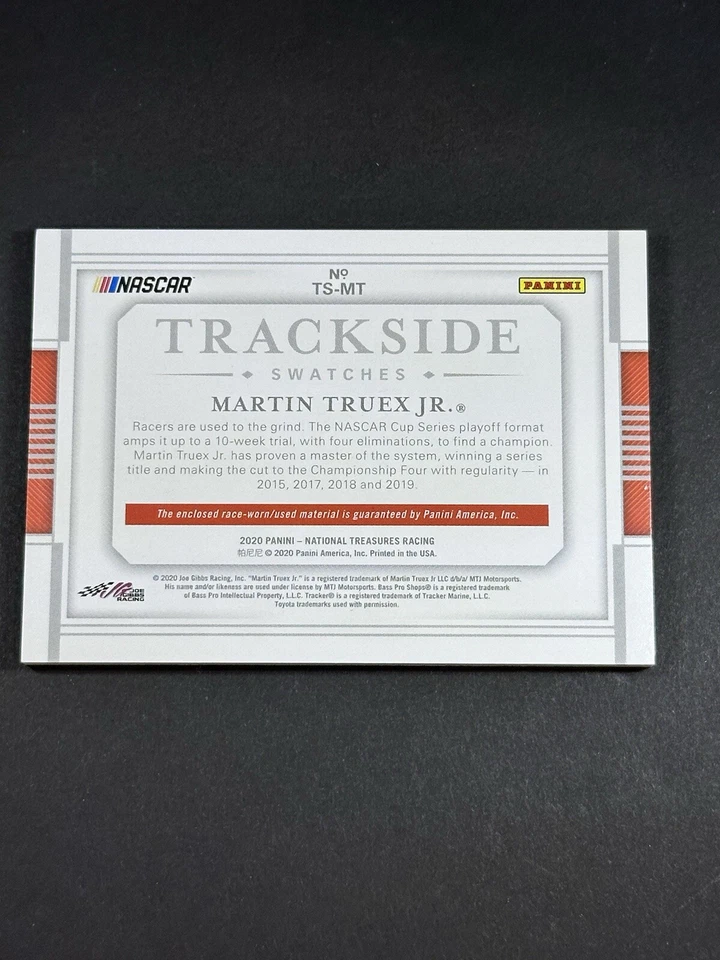 NASCAR
Nº
TS-MT
PANINI
TRACKSIDE
SWATCHES
MARTIN TRUEX JR.®
Racers are used to the grind. The NASCAR Cup Series playoff format
amps it up to a 10-week trial, with four eliminations, to find a champion.
Martin Truex Jr. has proven a master of the system, winning a series
title and making the cut to the Championship Four with regularity — in
2015, 2017, 2018 and 2019.
The enclosed race-worn/used material is guaranteed by Panini America, Inc.
2020 PANINI – NATIONAL TREASURES RACING
帕尼尼 © 2020 Panini America, Inc. Printed in the USA.
© 2020 Joe Gibbs Racing, Inc. "Martin Truex Jr." is a registered trademark of Martin Truex Jr LLC d/b/a/ MTJ Motorsports.
His name and/or likeness are used under license by MTJ Motorsports. Bass Pro Shops® is a registered trademark
of Bass Pro Intellectual Property, L.L.C. Tracker® is a registered trademark of Tracker Marine, L.L.C.
Toyota trademarks used with permission.
JG JOE
GIBBS
RACING